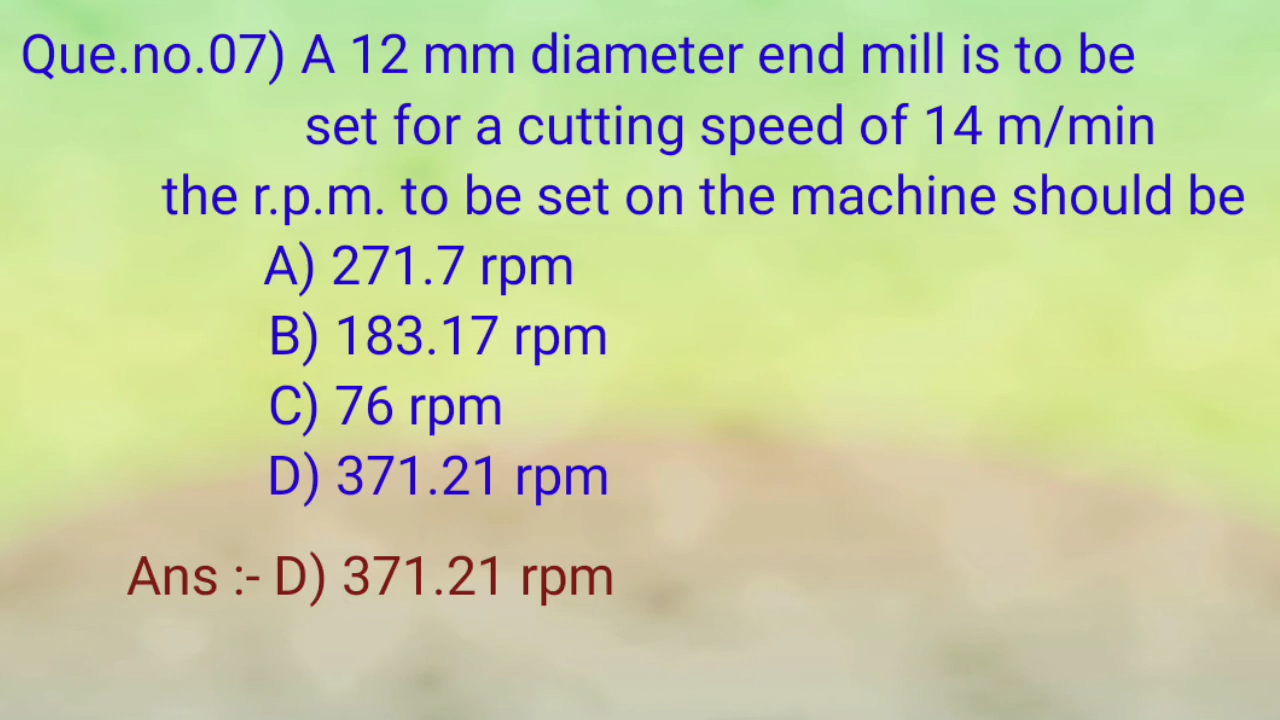 Que.no.07) A 12 mm diameter end mill is to be
set for a cutting speed of 14 m/min
the r.p.m. to be set on the machine should be
A) 271.7 rpm
B) 183.17 rpm
C) 76 rpm
D) 371.21 rpm
Ans :- D) 371.21 rpm